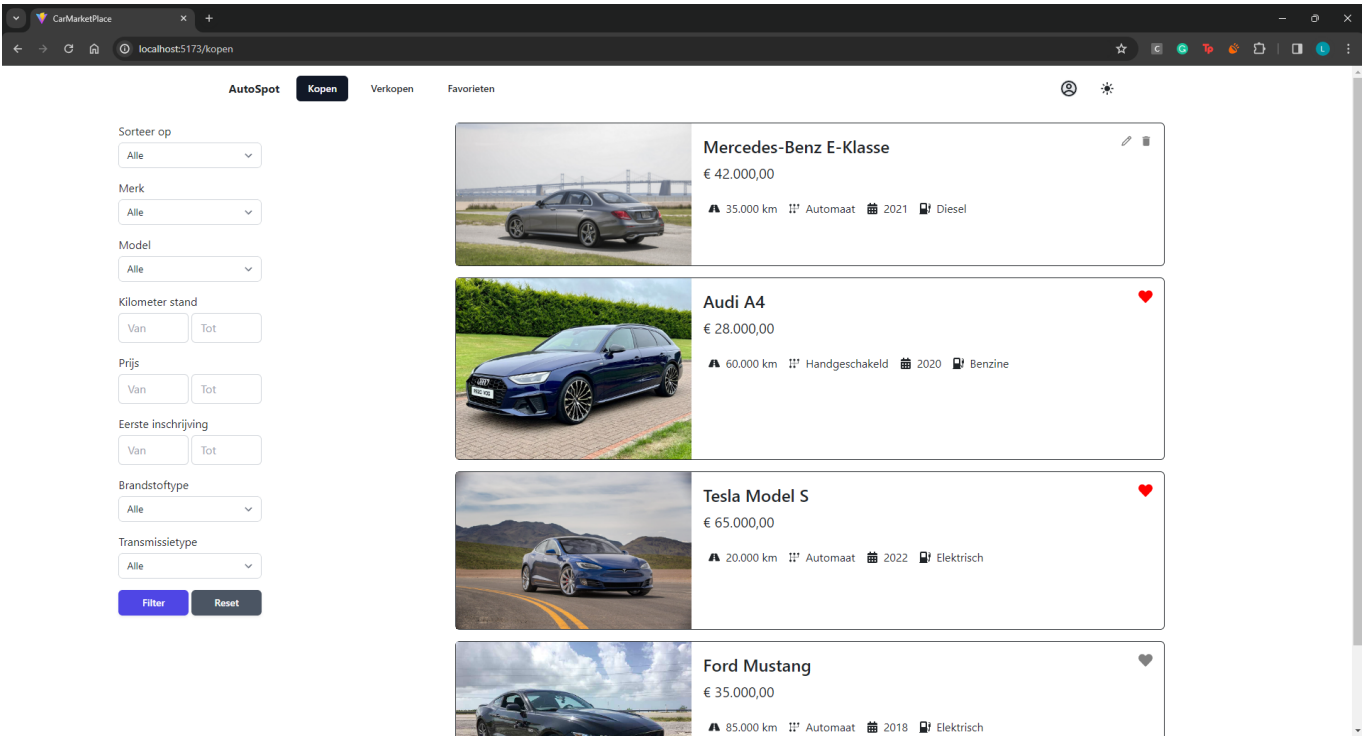 CarMarketPlace
localhost:5173/kopen
AutoSpot Kopen Verkopen Favorieten
Sorteer op
Alle
Merk
Alle
Model
Alle
Kilometer stand
Van Tot
Prijs
Van Tot
Eerste inschrijving
Van Tot
Brandstoftype
Alle
Transmissietype
Alle
Filter Reset
Mercedes-Benz E-Klasse
€ 42.000,00
35.000 km Automaat 2021 Diesel
Audi A4
€ 28.000,00
60.000 km Handgeschakeld 2020 Benzine
Tesla Model S
€ 65.000,00
20.000 km Automaat 2022 Elektrisch
Ford Mustang
€ 35.000,00
85.000 km Automaat 2018 Elektrisch